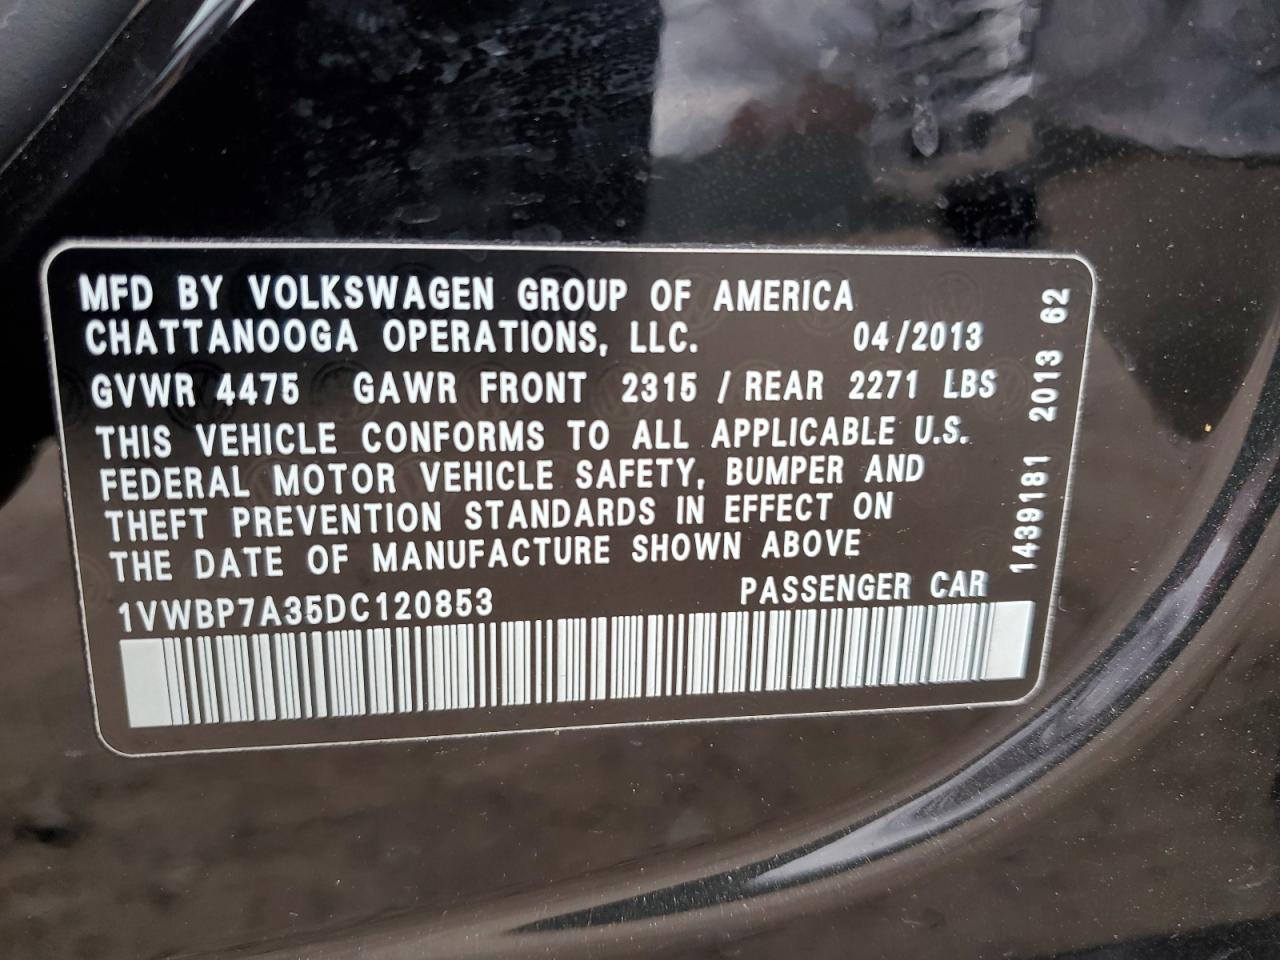 MFD BY VOLKSWAGEN GROUP OF AMERICA
CHATTANOOGA OPERATIONS, LLC. 04/2013
GVWR 4475 GAWR FRONT 2315 / REAR 2271 LBS
THIS VEHICLE CONFORMS TO ALL APPLICABLE U.S.
FEDERAL MOTOR VEHICLE SAFETY, BUMPER AND
THEFT PREVENTION STANDARDS IN EFFECT ON
THE DATE OF MANUFACTURE SHOWN ABOVE
1VWBP7A35DC120853 PASSENGER CAR
1439181 2013 62